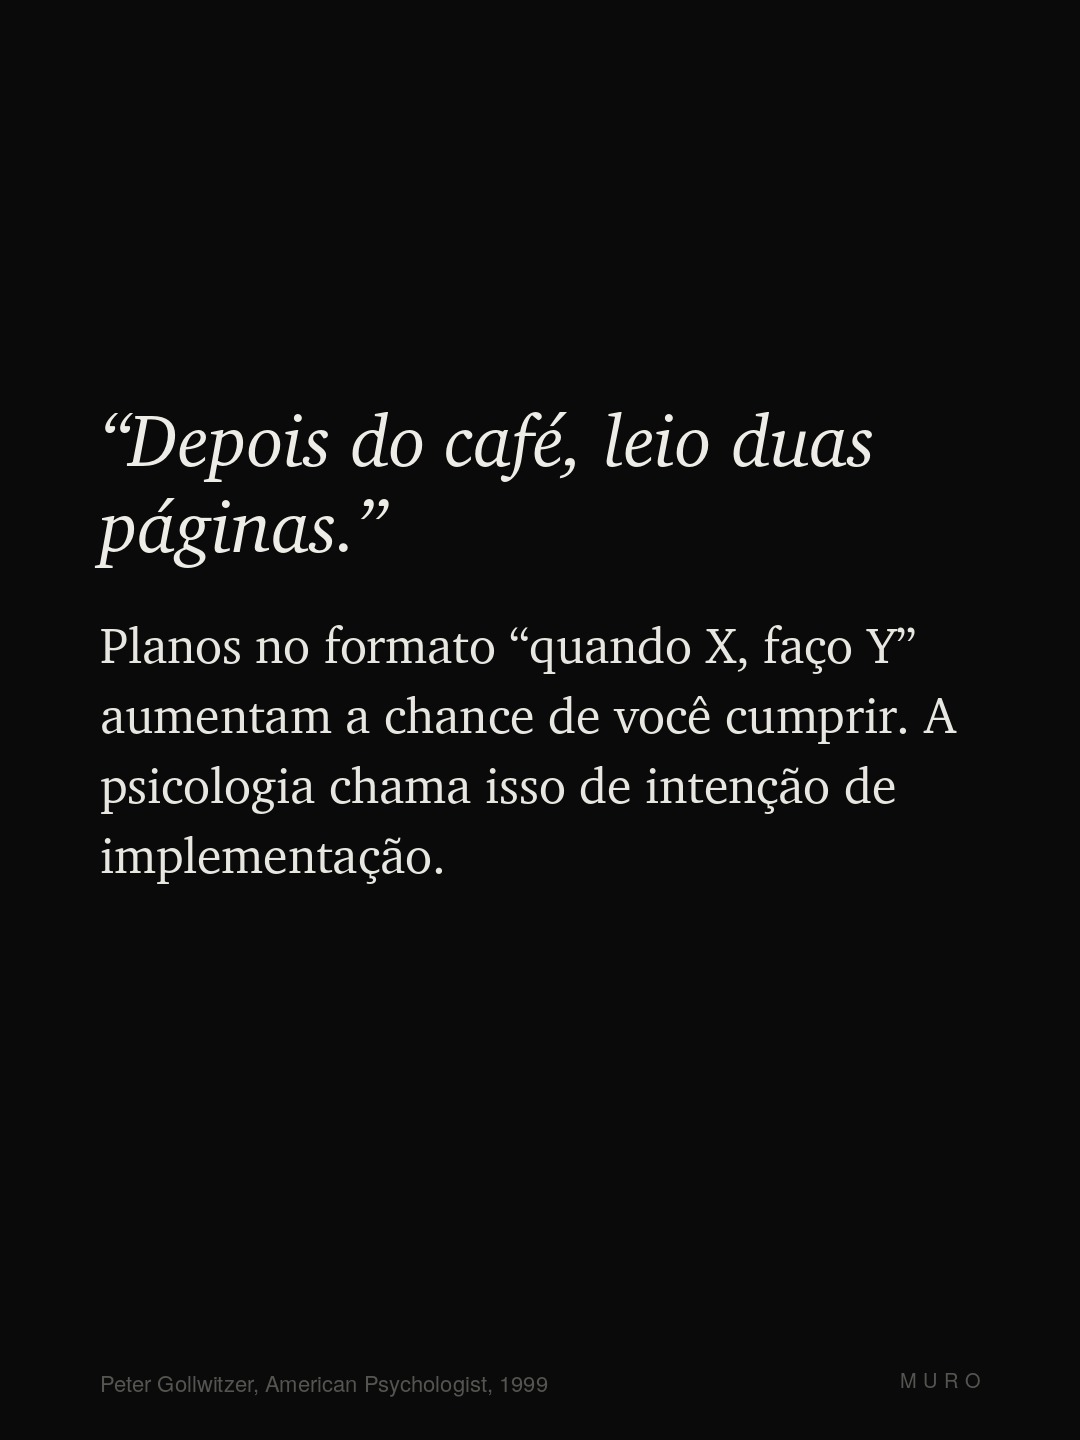 “Depois do café, leio duas
páginas.”
Planos no formato “quando X, faço Y”
aumentam a chance de você cumprir. A
psicologia chama isso de intenção de
implementação.
Peter Gollwitzer, American Psychologist, 1999
MURO